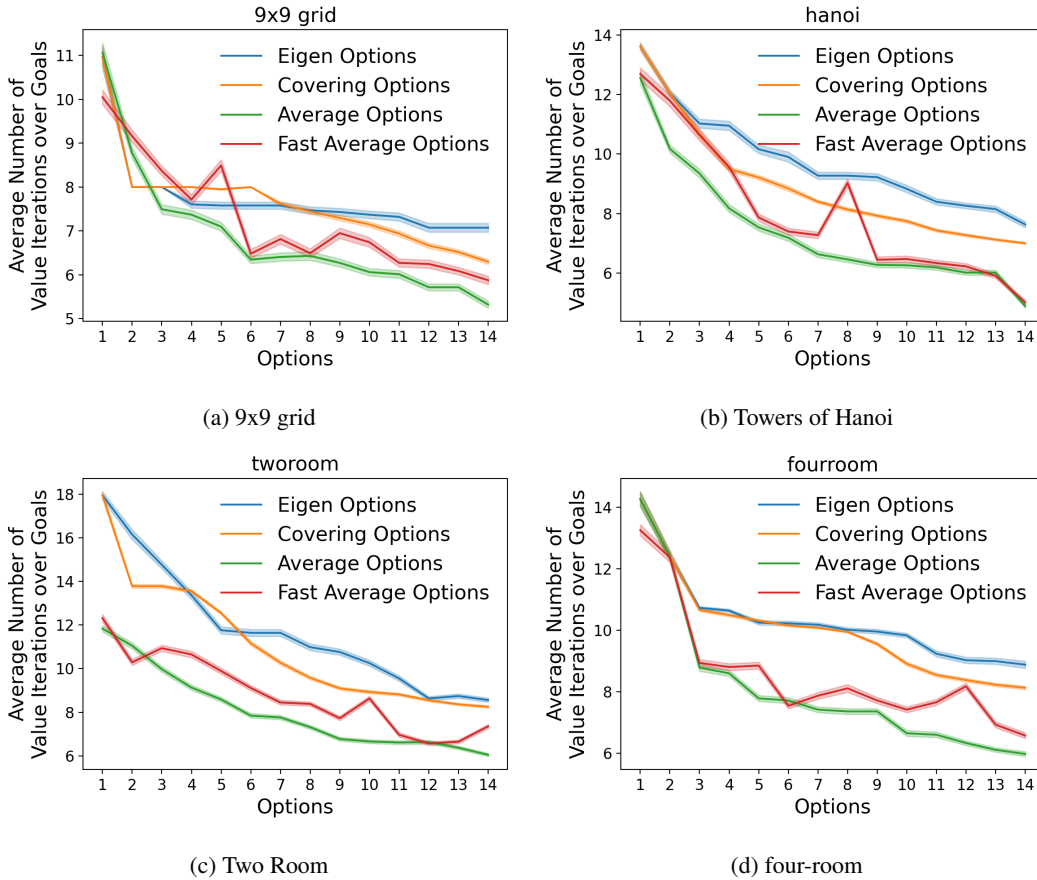 9x9 grid
Average Number of
Value Iterations over Goals
11
10
9
8
7
6
5
Eigen Options
Covering Options
Average Options
Fast Average Options
1 2 3 4 5 6 7 8 9 10 11 12 13 14
Options
(a) 9x9 grid
hanoi
Average Number of
Value Iterations over Goals
14
12
10
8
6
Eigen Options
Covering Options
Average Options
Fast Average Options
1 2 3 4 5 6 7 8 9 10 11 12 13 14
Options
(b) Towers of Hanoi
tworoom
Average Number of
Value Iterations over Goals
18
16
14
12
10
8
6
Eigen Options
Covering Options
Average Options
Fast Average Options
1 2 3 4 5 6 7 8 9 10 11 12 13 14
Options
(c) Two Room
fourroom
Average Number of
Value Iterations over Goals
14
12
10
8
6
Eigen Options
Covering Options
Average Options
Fast Average Options
1 2 3 4 5 6 7 8 9 10 11 12 13 14
Options
(d) four-room